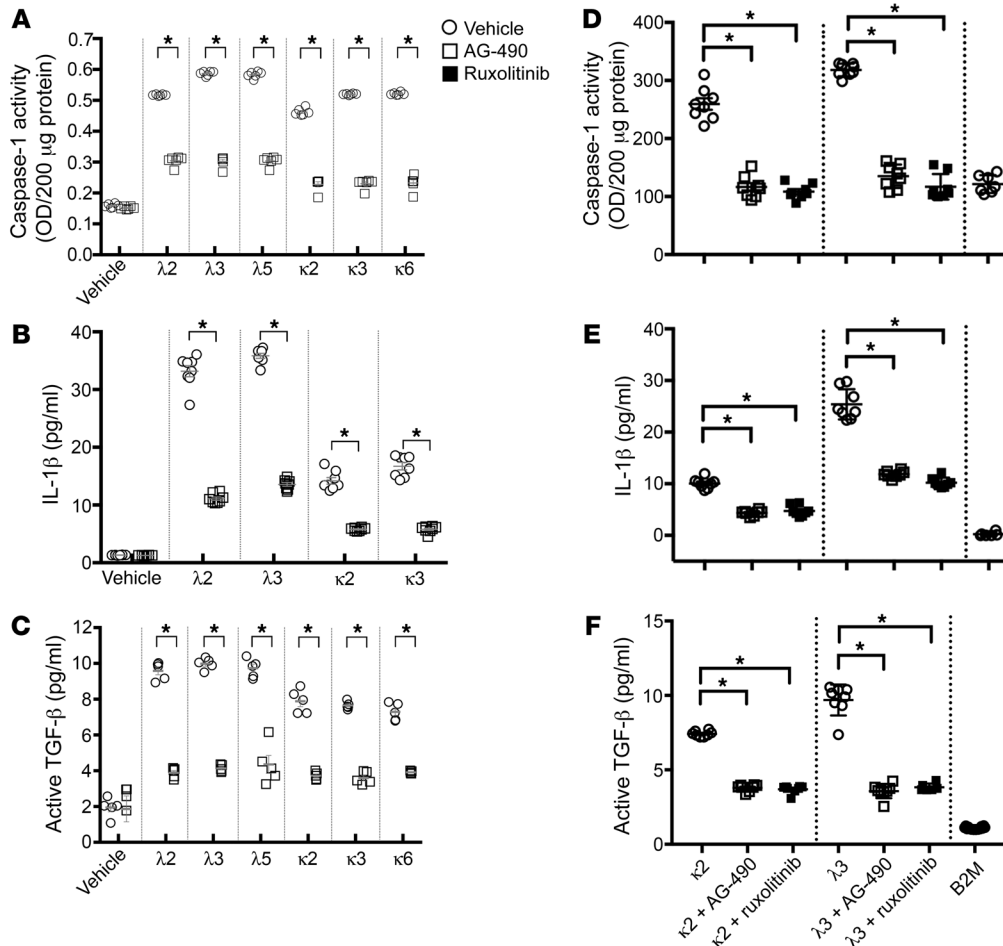 A
Vehicle
AG-490
Ruxolitinib
Caspase-1 activity
(OD/200 µg protein)
0.7
0.6
0.5
0.4
0.3
0.2
0.1
0.0
* * * * * *
Vehicle λ2 λ3 λ5 κ2 κ3 κ6
B
IL-1β (pg/ml)
40
30
20
10
0
* * * *
Vehicle λ2 λ3 κ2 κ3
C
Active TGF-β (pg/ml)
12
10
8
6
4
2
0
* * * * * *
Vehicle λ2 λ3 λ5 κ2 κ3 κ6
D
Caspase-1 activity
(OD/200 µg protein)
400
300
200
100
0
* *
* *
E
IL-1β (pg/ml)
40
30
20
10
0
* *
* *
F
Active TGF-β (pg/ml)
15
10
5
0
* *
* *
κ2
κ2 + AG-490
κ2 + ruxolitinib
λ3
λ3 + AG-490
λ3 + ruxolitinib
B2M